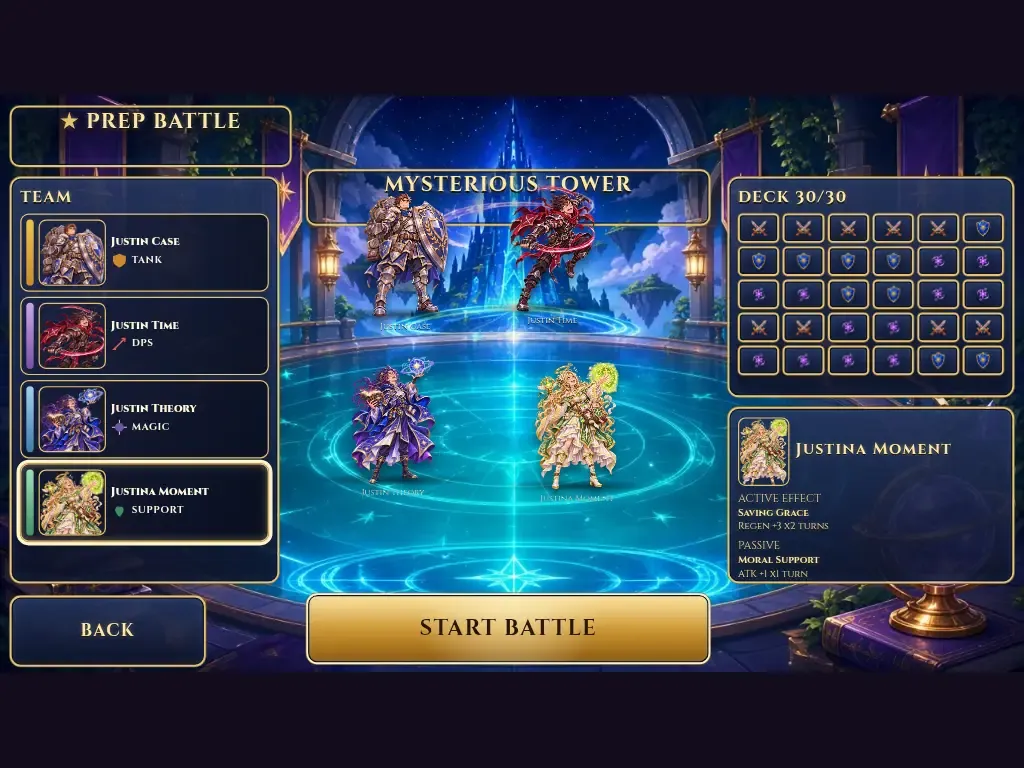 ★ PREP BATTLE
TEAM
JUSTIN CASE
TANK
JUSTIN TIME
DPS
JUSTIN THEORY
MAGIC
JUSTINA MOMENT
SUPPORT
BACK
MYSTERIOUS TOWER
JUSTIN CASE
JUSTIN TIME
JUSTIN THEORY
JUSTINA MOMENT
START BATTLE
DECK 30/30
JUSTINA MOMENT
ACTIVE EFFECT
SAVING GRACE
REGEN +3 X2 TURNS
PASSIVE
MORAL SUPPORT
ATK +1 X1 TURN